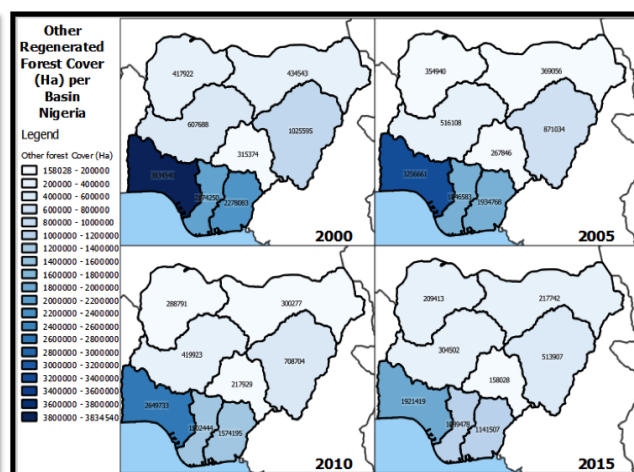 Other
Regenerated
Forest Cover
(Ha) per
Basin
Nigeria
Legend
Other forest Cover (Ha)
158028 - 200000
200000 - 400000
400000 - 600000
600000 - 800000
800000 - 1000000
1000000 - 1200000
1200000 - 1400000
1400000 - 1600000
1600000 - 1800000
1800000 - 2000000
2000000 - 2200000
2200000 - 2400000
2400000 - 2600000
2600000 - 2800000
2800000 - 3000000
3000000 - 3200000
3200000 - 3400000
3400000 - 3600000
3600000 - 3800000
3800000 - 3834540
417922
434543
607688
1025595
315374
3834540
2278083
2000
354940
369056
516108
871034
267846
3256661
1934768
2005
288791
300277
419923
708704
217929
2649733
1574195
2010
209413
217742
304502
513907
158028
1921419
1141507
2015